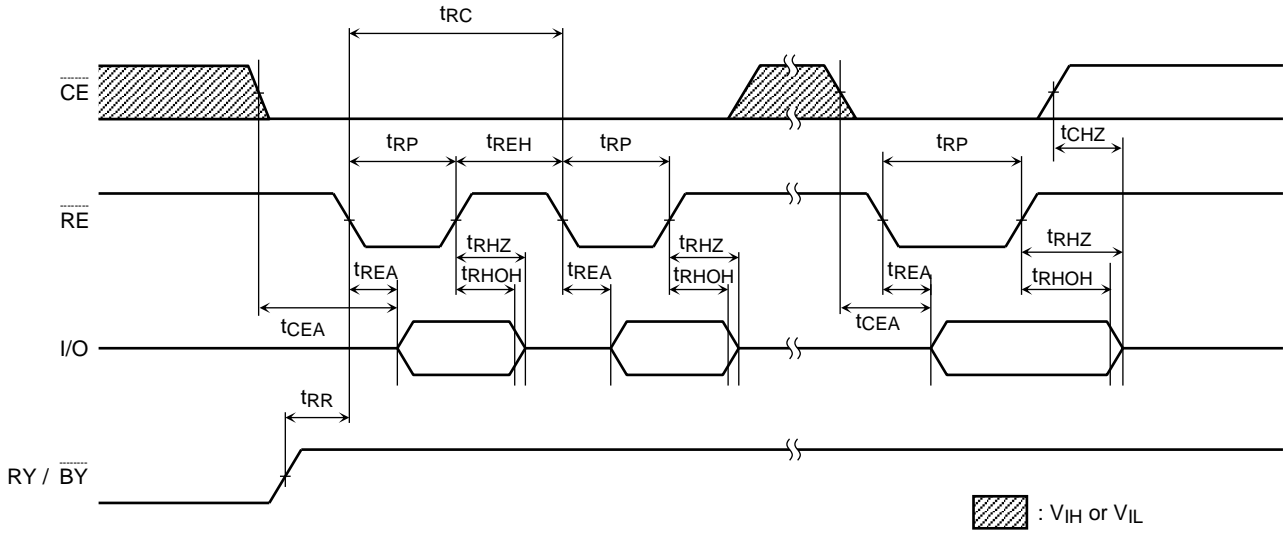 tRC
CE
tCHZ
tRP tREH tRP tRP
RE
tRHZ tRHZ tRHZ
tREA tREA tREA
tRHOH tRHOH tRHOH
tCEA tCEA
I/O
tRR
RY / BY
: VIH or VIL